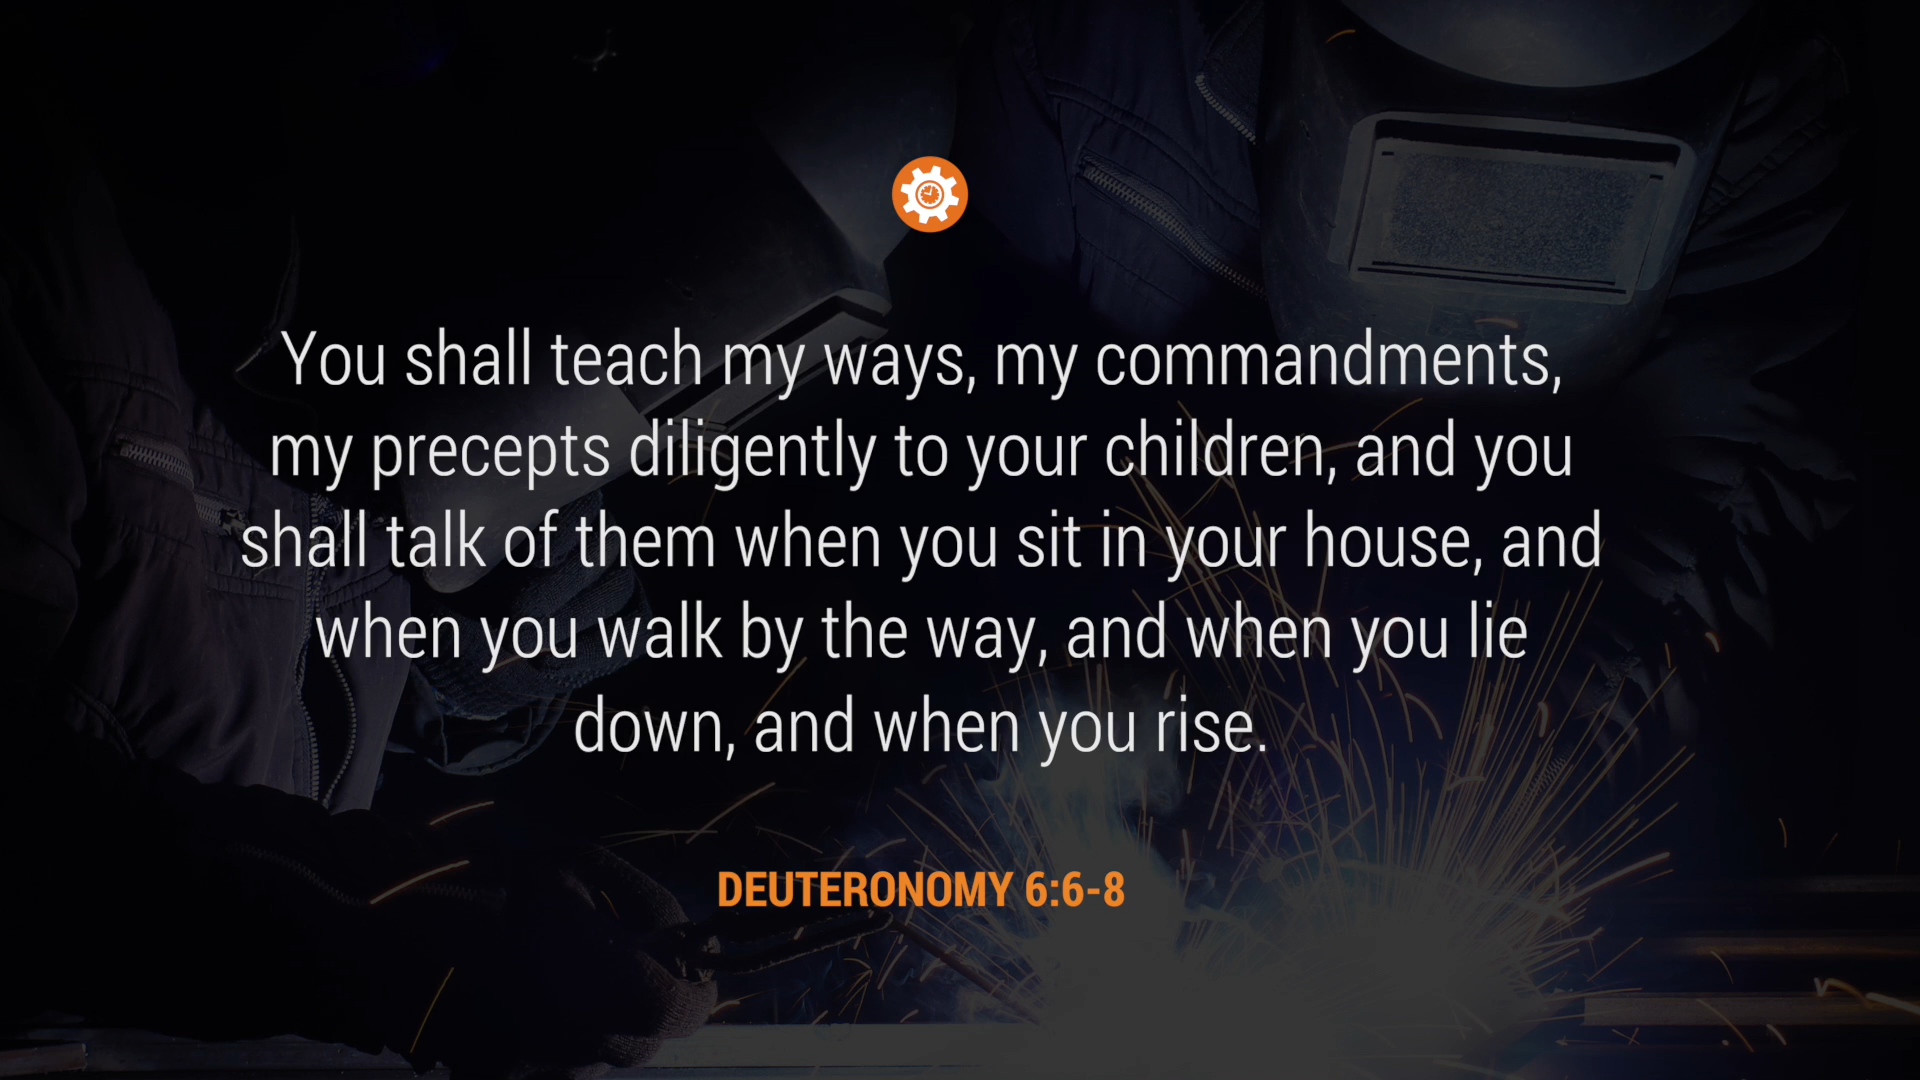 You shall teach my ways, my commandments,
my precepts diligently to your children, and you
shall talk of them when you sit in your house, and
when you walk by the way, and when you lie
down, and when you rise.
DEUTERONOMY 6:6-8